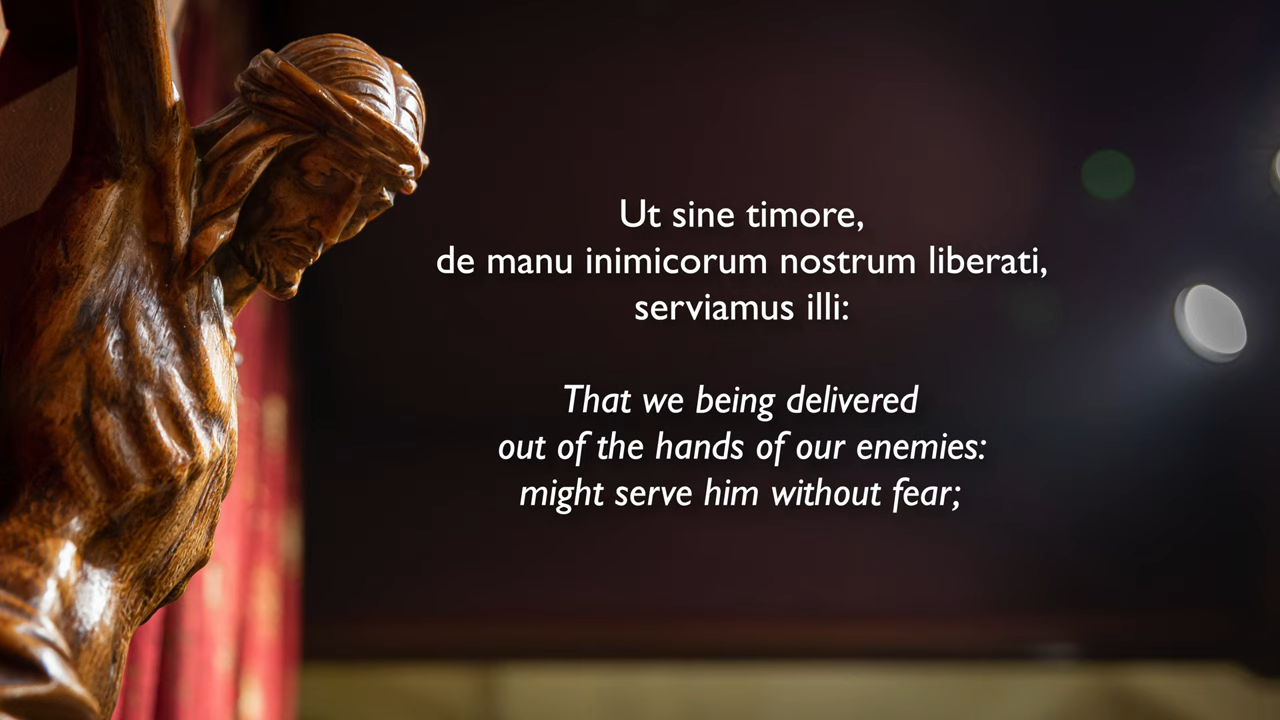 Ut sine timore,
de manu inimicorum nostrum liberati,
serviamus illi:
That we being delivered
out of the hands of our enemies:
might serve him without fear;